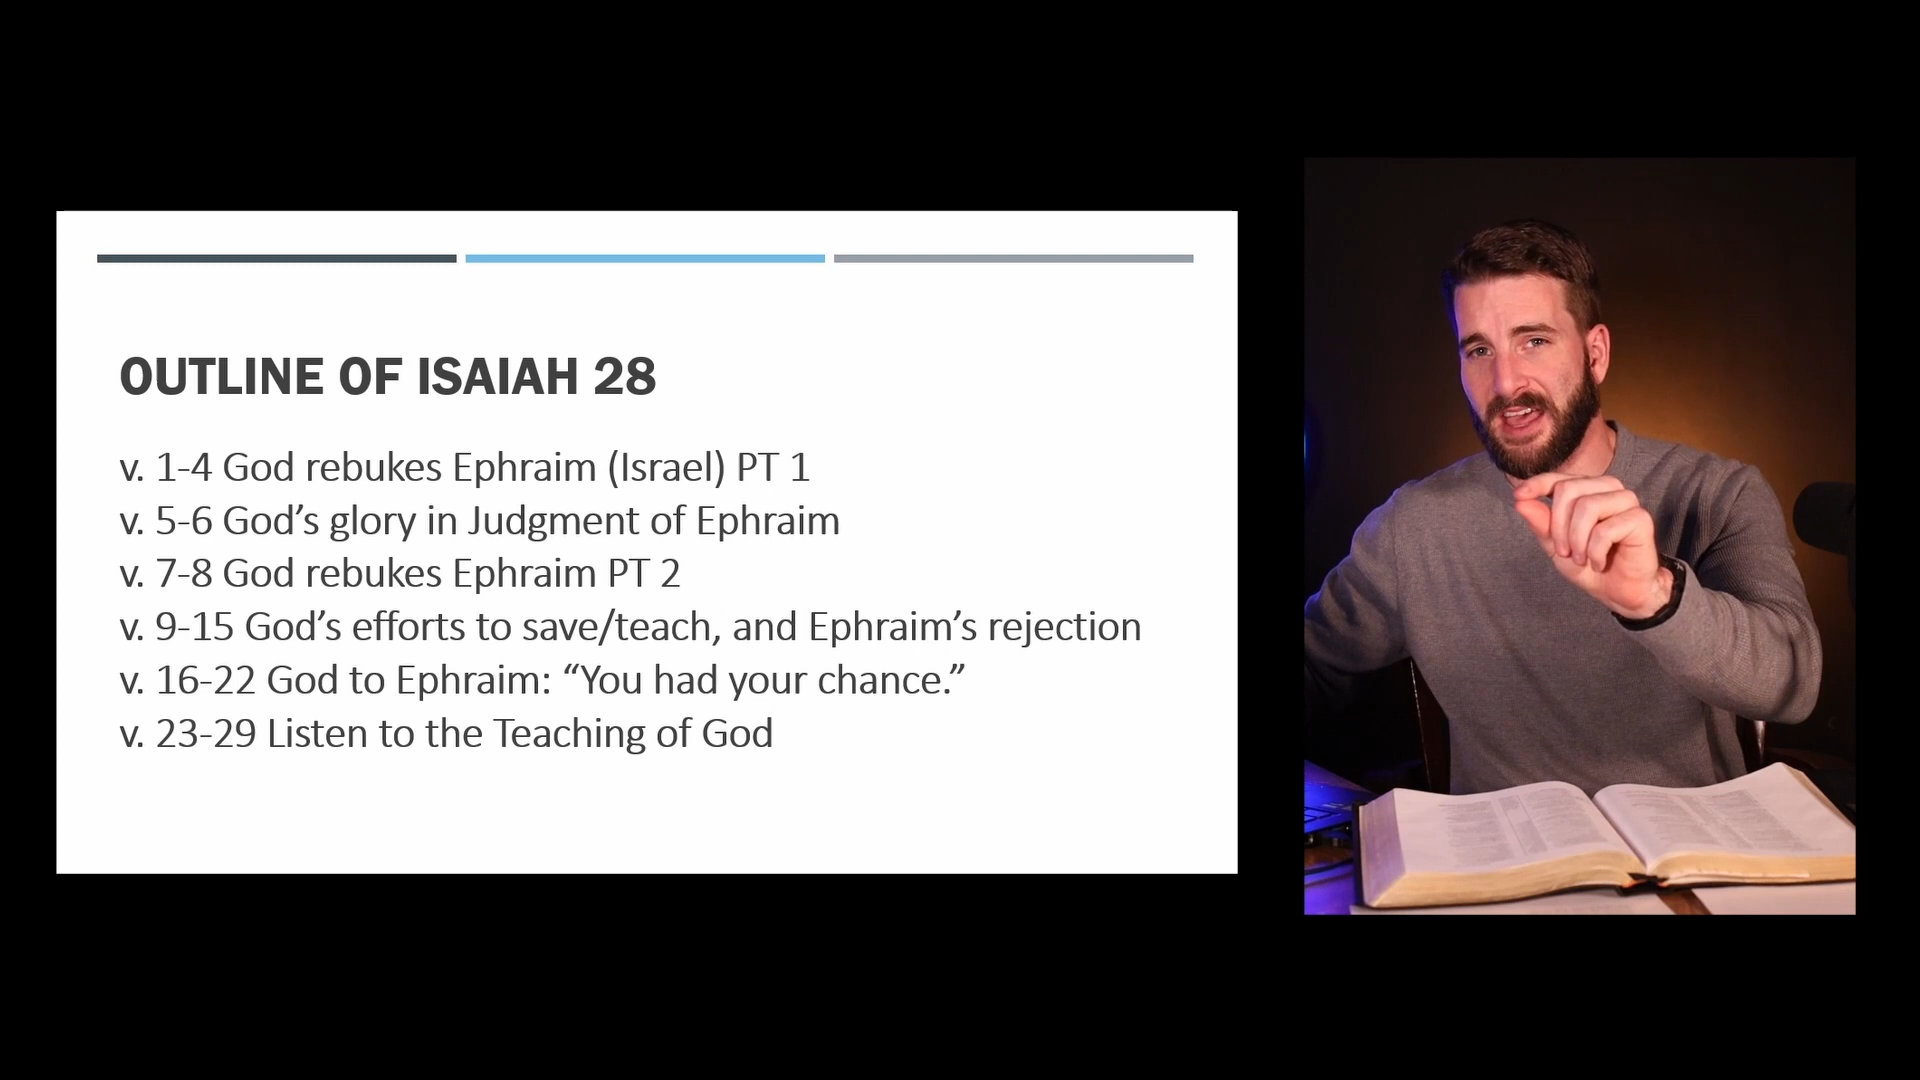 OUTLINE OF ISAIAH 28
v. 1-4 God rebukes Ephraim (Israel) PT 1
v. 5-6 God’s glory in Judgment of Ephraim
v. 7-8 God rebukes Ephraim PT 2
v. 9-15 God’s efforts to save/teach, and Ephraim’s rejection
v. 16-22 God to Ephraim: “You had your chance.”
v. 23-29 Listen to the Teaching of God